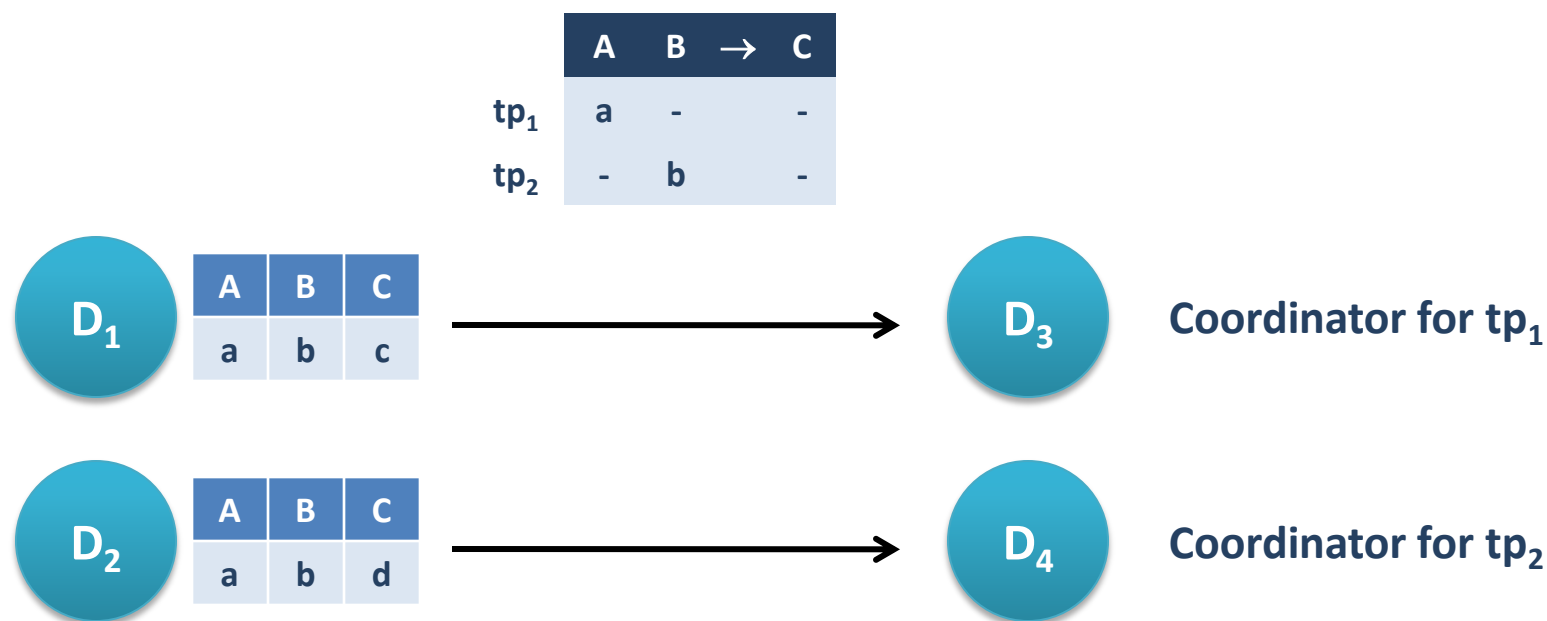 A B → C
tp₁ a - -
tp₂ - b -
D₁
A B C
a b c
D₃
Coordinator for tp₁
D₂
A B C
a b d
D₄
Coordinator for tp₂